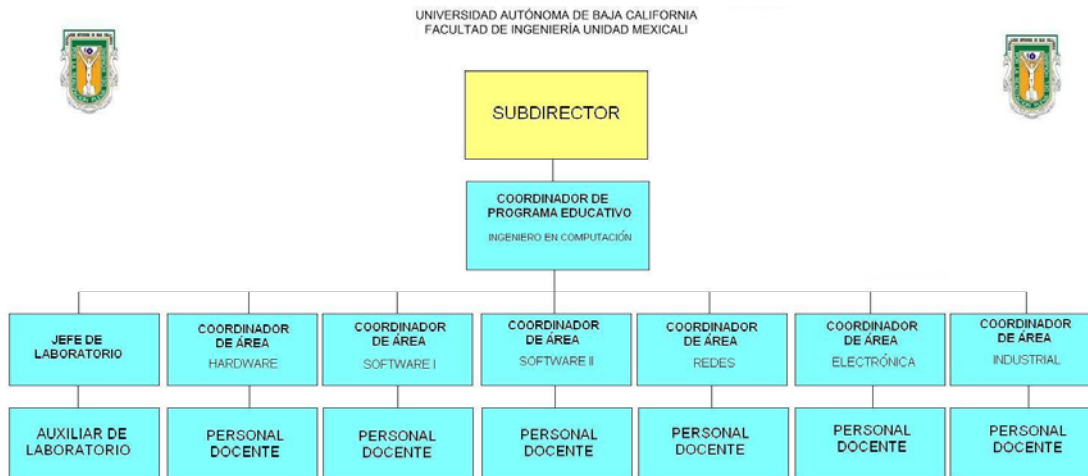 UNIVERSIDAD AUTÓNOMA DE BAJA CALIFORNIA
FACULTAD DE INGENIERÍA UNIDAD MEXICALI
SUBDIRECTOR
COORDINADOR DE
PROGRAMA EDUCATIVO
INGENIERO EN COMPUTACIÓN
JEFE DE
LABORATORIO
COORDINADOR
DE ÁREA
HARDWARE
COORDINADOR
DE ÁREA
SOFTWARE I
COORDINADOR
DE ÁREA
SOFTWARE II
COORDINADOR
DE ÁREA
REDES
COORDINADOR
DE ÁREA
ELECTRÓNICA
COORDINADOR
DE ÁREA
INDUSTRIAL
AUXILIAR DE
LABORATORIO
PERSONAL
DOCENTE
PERSONAL
DOCENTE
PERSONAL
DOCENTE
PERSONAL
DOCENTE
PERSONAL
DOCENTE
PERSONAL
DOCENTE